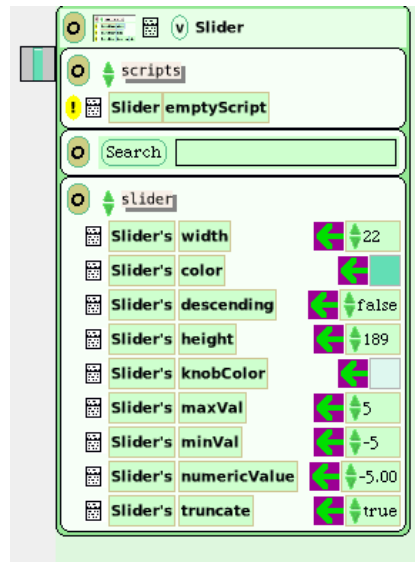 v Slider
scripts
! Slider emptyScript
Search
slider
Slider's width 22
Slider's color
Slider's descending false
Slider's height 189
Slider's knobColor
Slider's maxVal 5
Slider's minVal -5
Slider's numericValue -5.00
Slider's truncate true